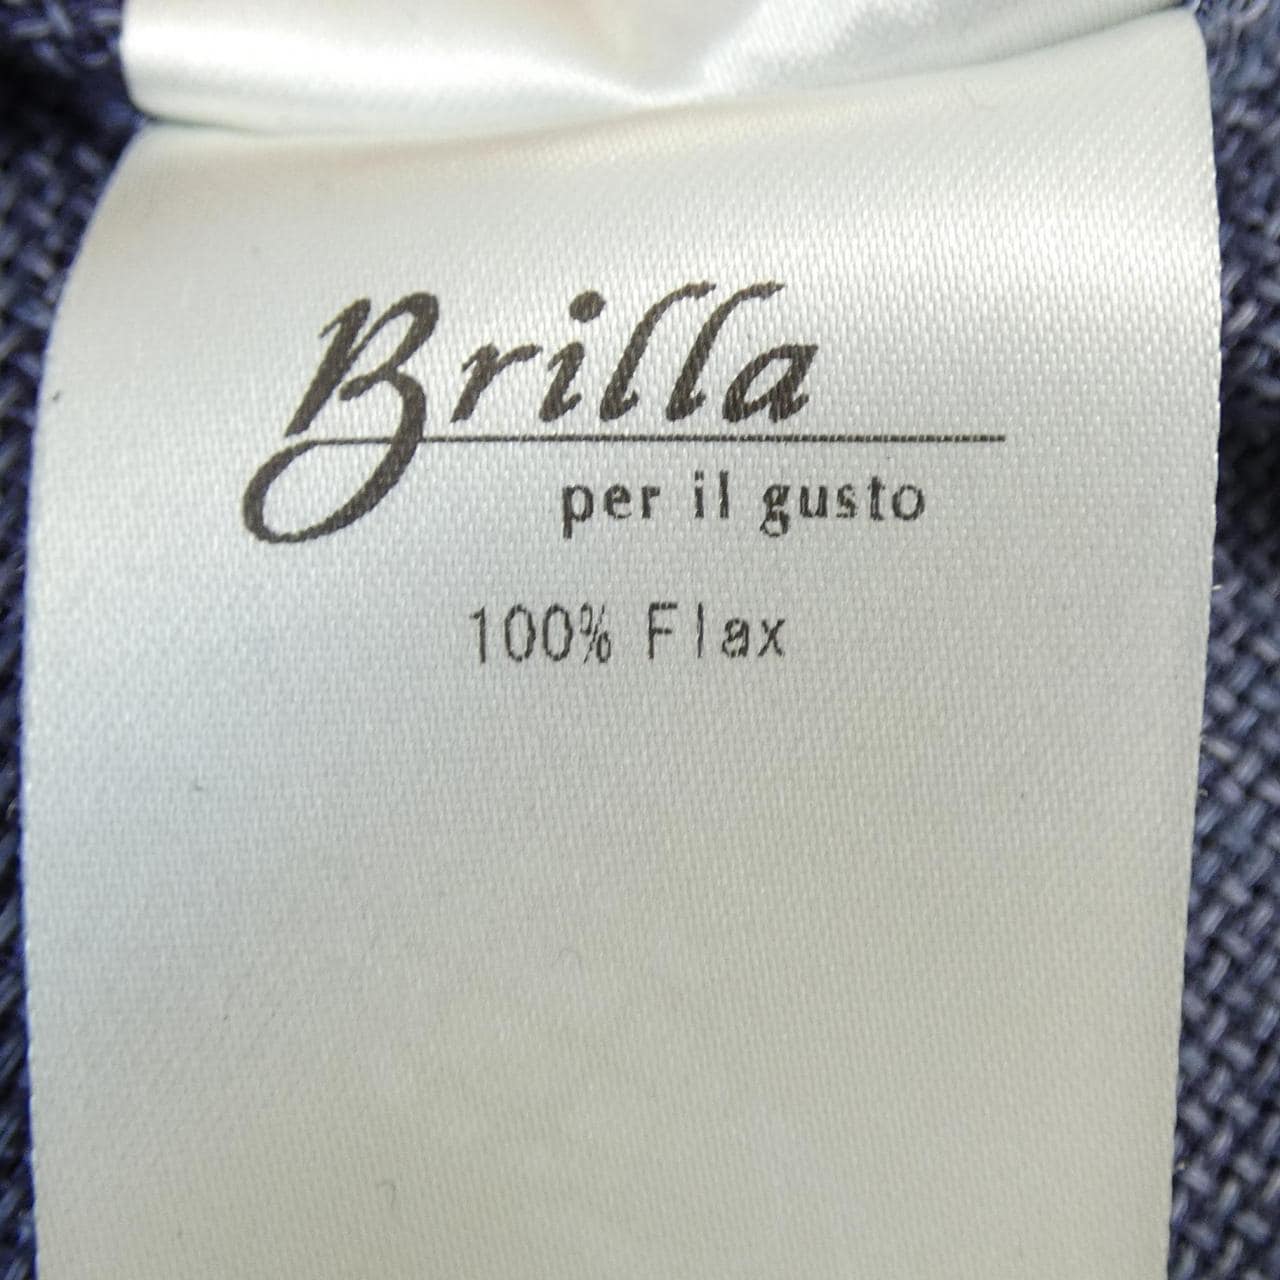 Brilla
per il gusto
100% Flax